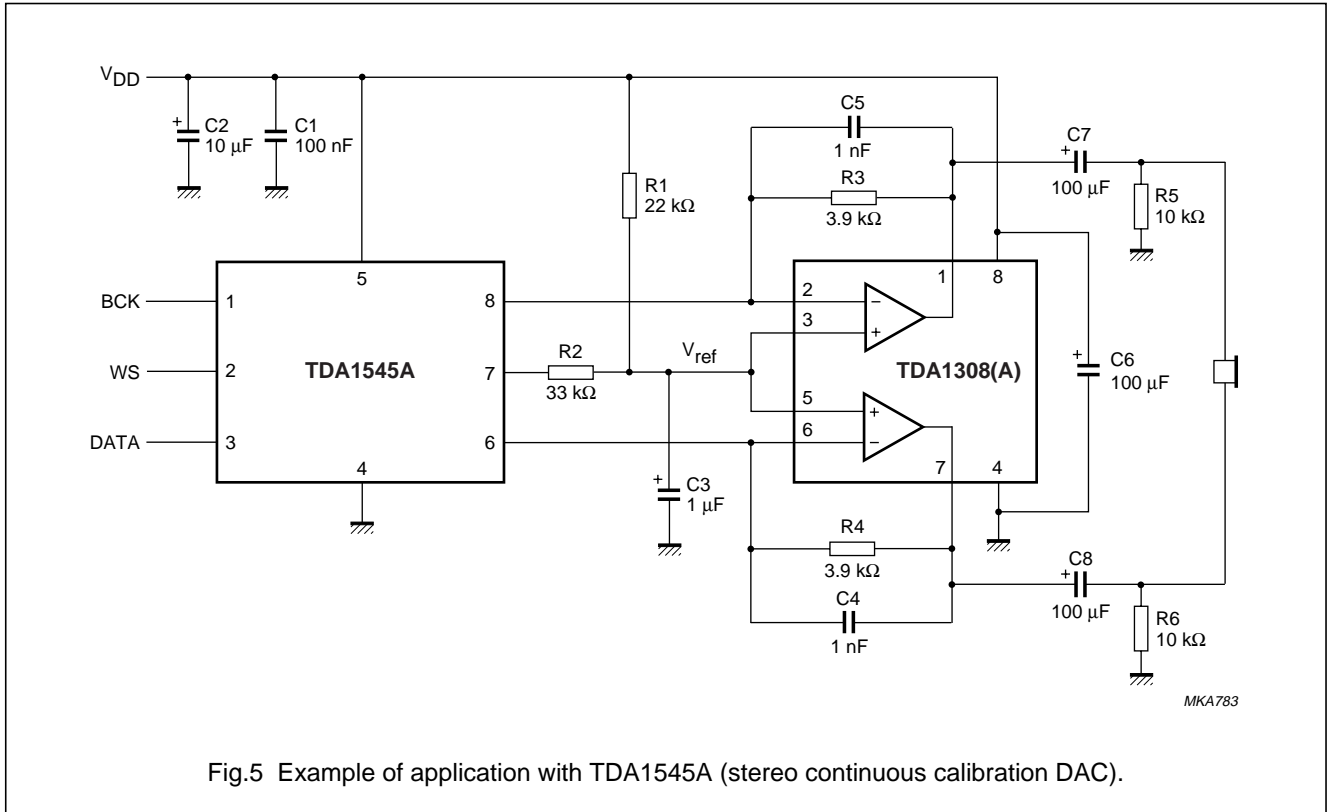 VDD
C2
10 μF
C1
100 nF
R1
22 kΩ
C5
1 nF
R3
3.9 kΩ
C7
+
100 μF
R5
10 kΩ
BCK
WS
DATA
1
2
3
5
4
TDA1545A
8
7
6
R2
33 kΩ
Vref
+
C3
1 μF
2
3
5
6
1
8
7
4
−
+
+
−
TDA1308(A)
+
C6
100 μF
R4
3.9 kΩ
C4
1 nF
C8
+
100 μF
R6
10 kΩ
+
MKA783
Fig.5 Example of application with TDA1545A (stereo continuous calibration DAC).